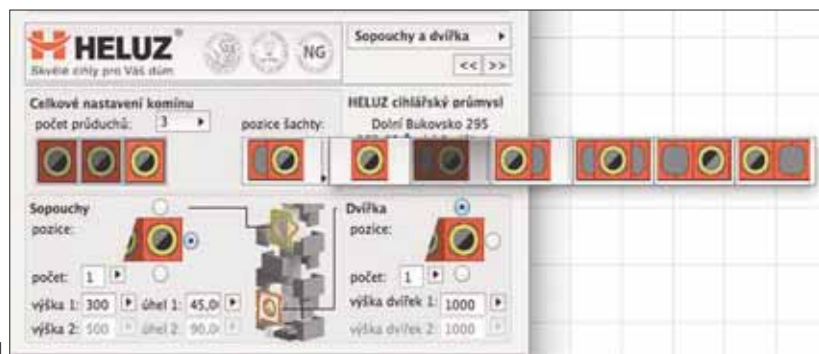 HELUZ®
Skvělé cihly pro Váš dům
NG
Sopouchy a dvířka
<< >>
Celkové nastavení komínu
počet průduchů: 3
pozice šachty:
HELUZ cihlářský průmysl
Dolní Bukovsko 295
Sopouchy
pozice:
počet: 1
výška 1: 300 úhel 1: 45,0
výška 2: 500 úhel 2: 90,0
Dvířka
pozice:
počet: 1
výška dvířek 1: 1000
výška dvířek 2: 1000